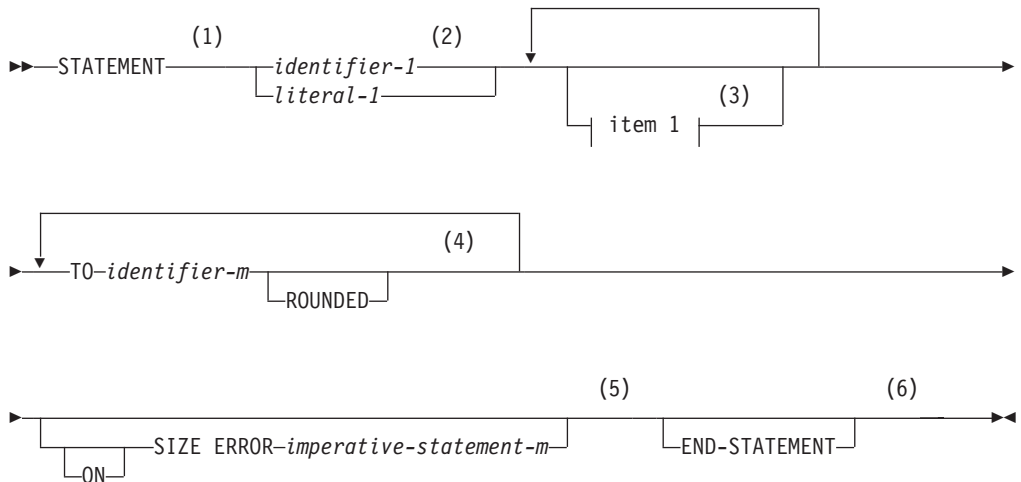 (1) (2)
STATEMENT identifier-1
literal-1 (3)
item 1
(4)
TO identifier-m
ROUNDED
(5) (6)
SIZE ERROR imperative-statement-m END-STATEMENT
ON